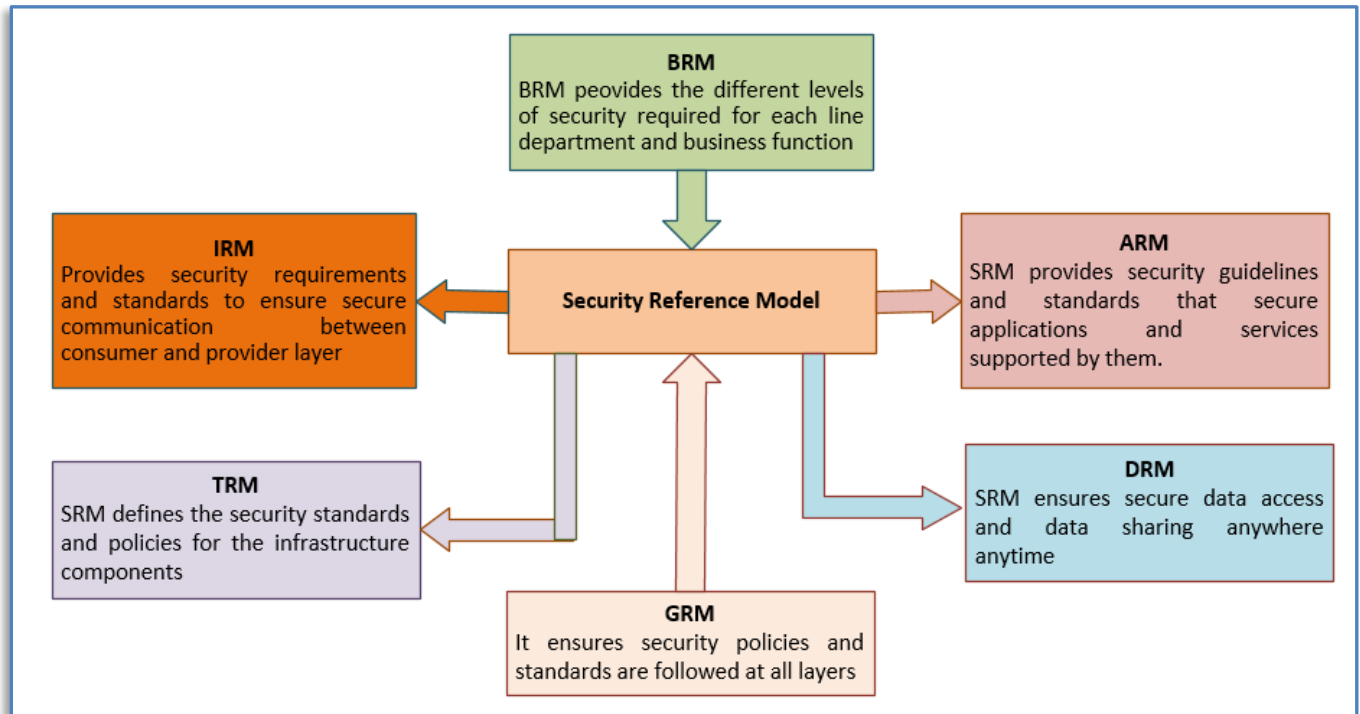 BRM
BRM peovides the different levels
of security required for each line
department and business function
IRM
Provides security requirements
and standards to ensure secure
communication between
consumer and provider layer
Security Reference Model
ARM
SRM provides security guidelines
and standards that secure
applications and services
supported by them.
TRM
SRM defines the security standards
and policies for the infrastructure
components
DRM
SRM ensures secure data access
and data sharing anywhere
anytime
GRM
It ensures security policies and
standards are followed at all layers